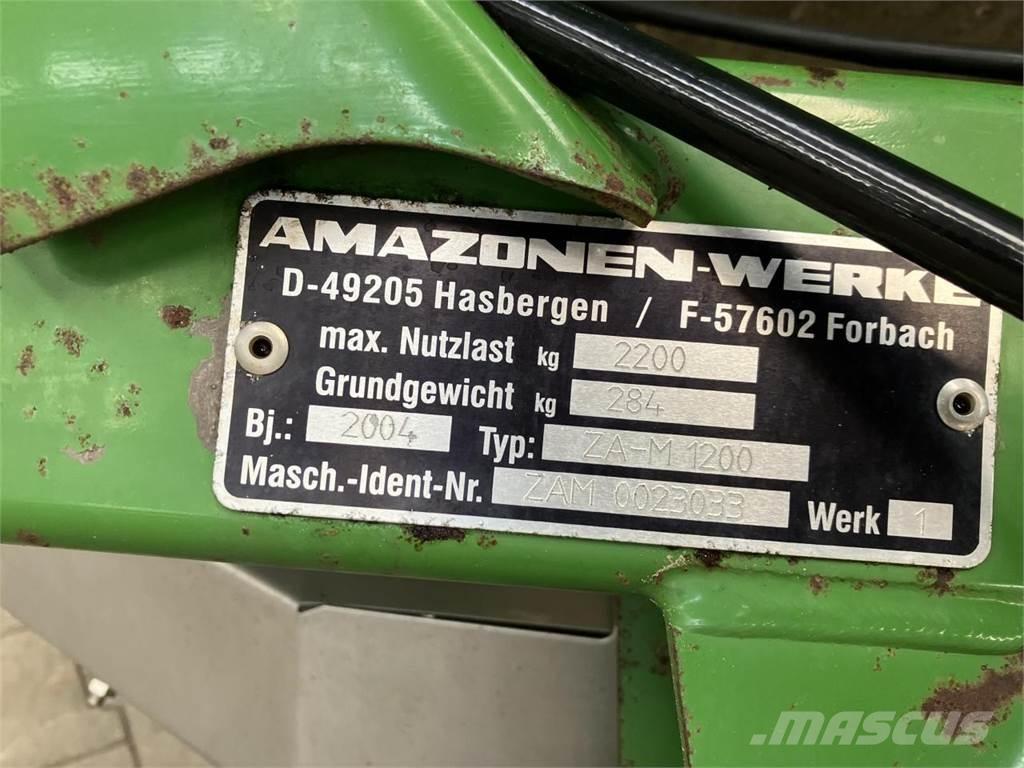 AMAZONEN-WERKE
D-49205 Hasbergen / F-57602 Forbach
max. Nutzlast kg 2200
Grundgewicht kg 284
Bj.: 2004 Typ: ZA-M 1200
Masch.-Ident-Nr. ZAM 0023033 Werk 1
MASCUS